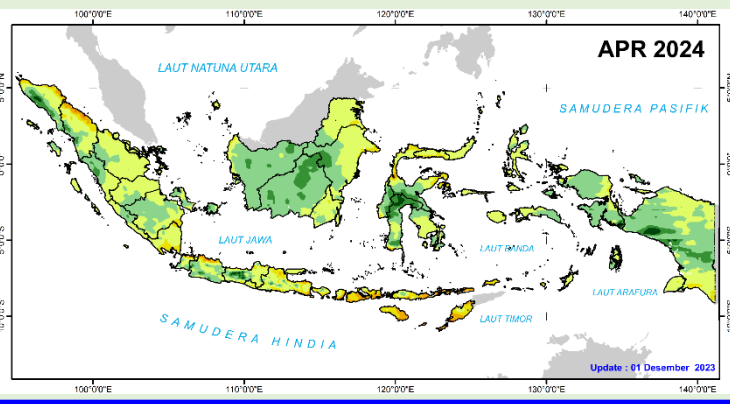 100°0'0"E 110°0'0"E 120°0'0"E 130°0'0"E 140°0'0"E
APR 2024
LAUT NATUNA UTARA
SAMUDERA PASIFIK
LAUT JAWA
LAUT BANDA
LAUT ARAFURA
SAMUDERA HINDIA
LAUT TIMOR
Update : 01 Desember 2023
100°0'0"E 110°0'0"E 120°0'0"E 130°0'0"E 140°0'0"E